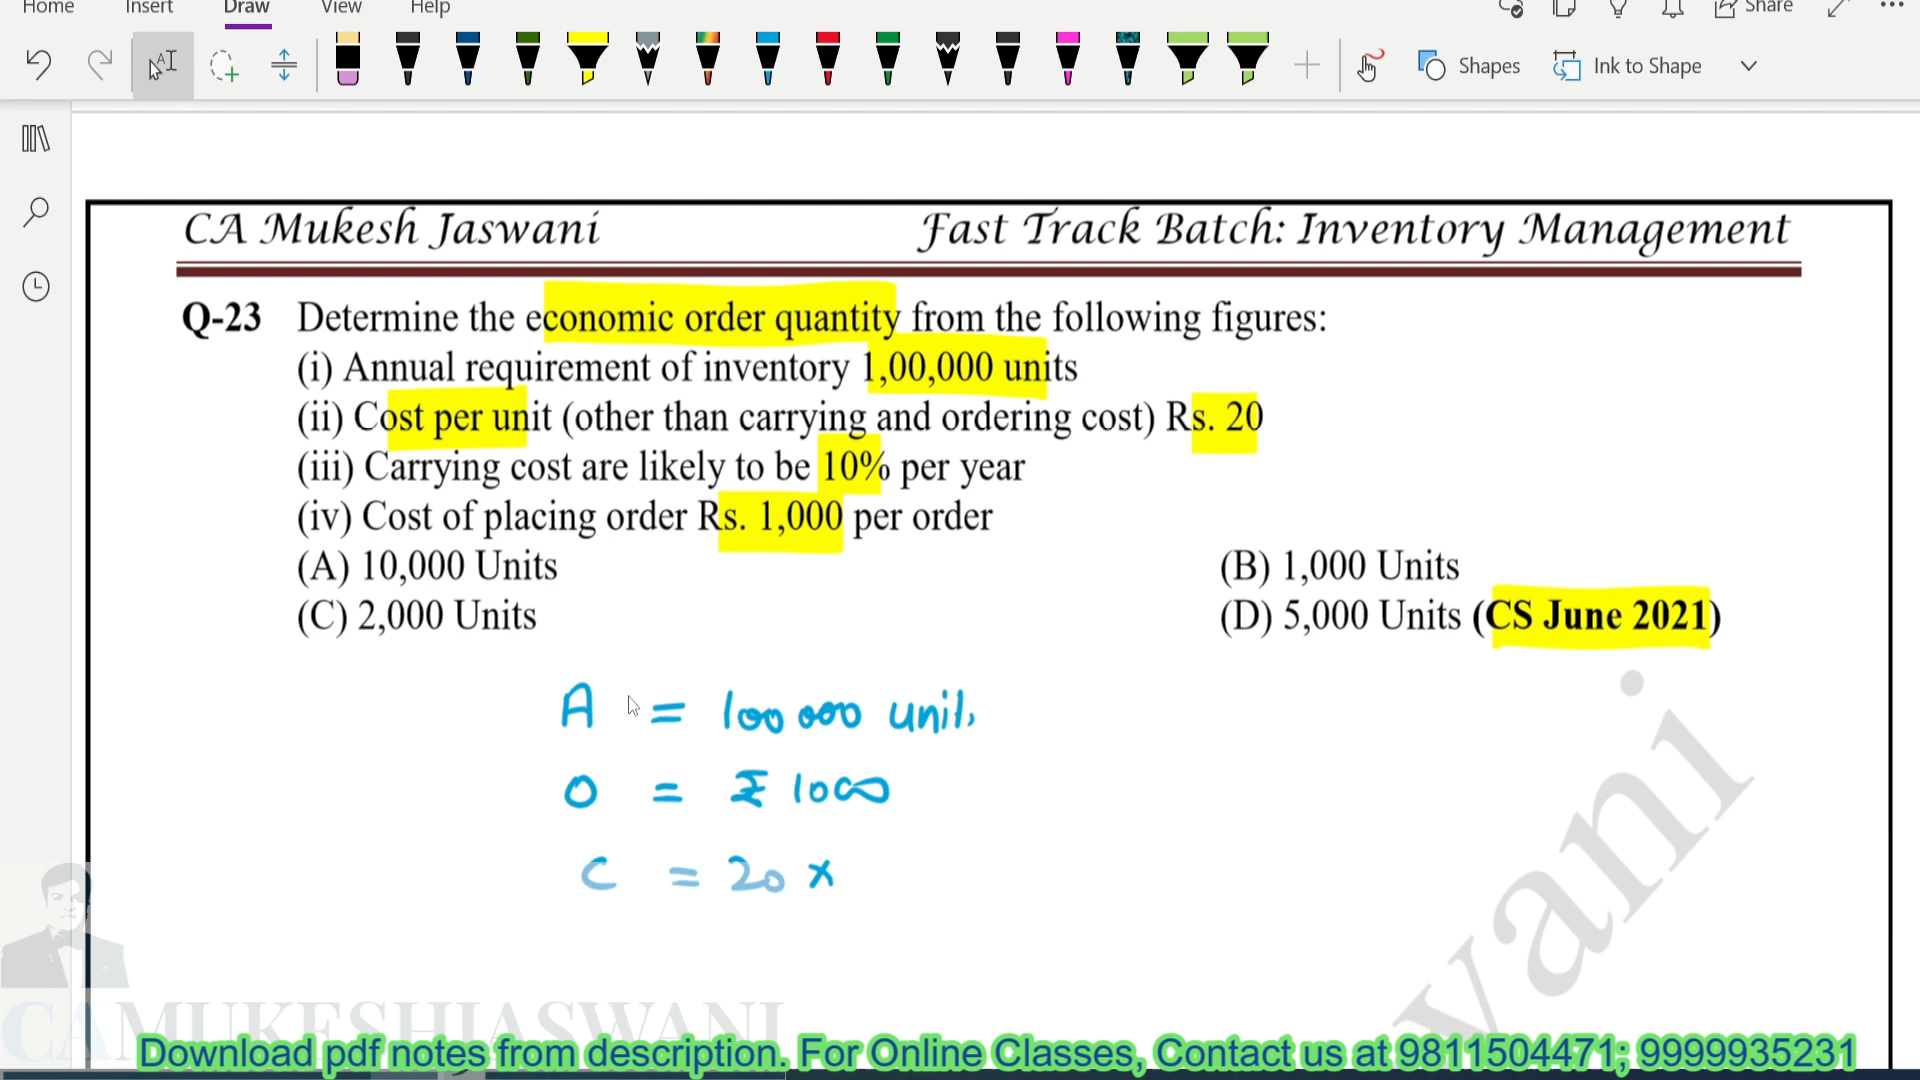 Home Insert Draw View Help
Share
Shapes Ink to Shape
CA Mukesh Jaswani Fast Track Batch: Inventory Management
Q-23 Determine the economic order quantity from the following figures:
(i) Annual requirement of inventory 1,00,000 units
(ii) Cost per unit (other than carrying and ordering cost) Rs. 20
(iii) Carrying cost are likely to be 10% per year
(iv) Cost of placing order Rs. 1,000 per order
(A) 10,000 Units (B) 1,000 Units
(C) 2,000 Units (D) 5,000 Units (CS June 2021)
A = 100 000 unit,
O = ₹ 1000
C = 20 x
vani
CAMUKESHJASWANI
Download pdf notes from description. For Online Classes, Contact us at 9811504471; 9999935231